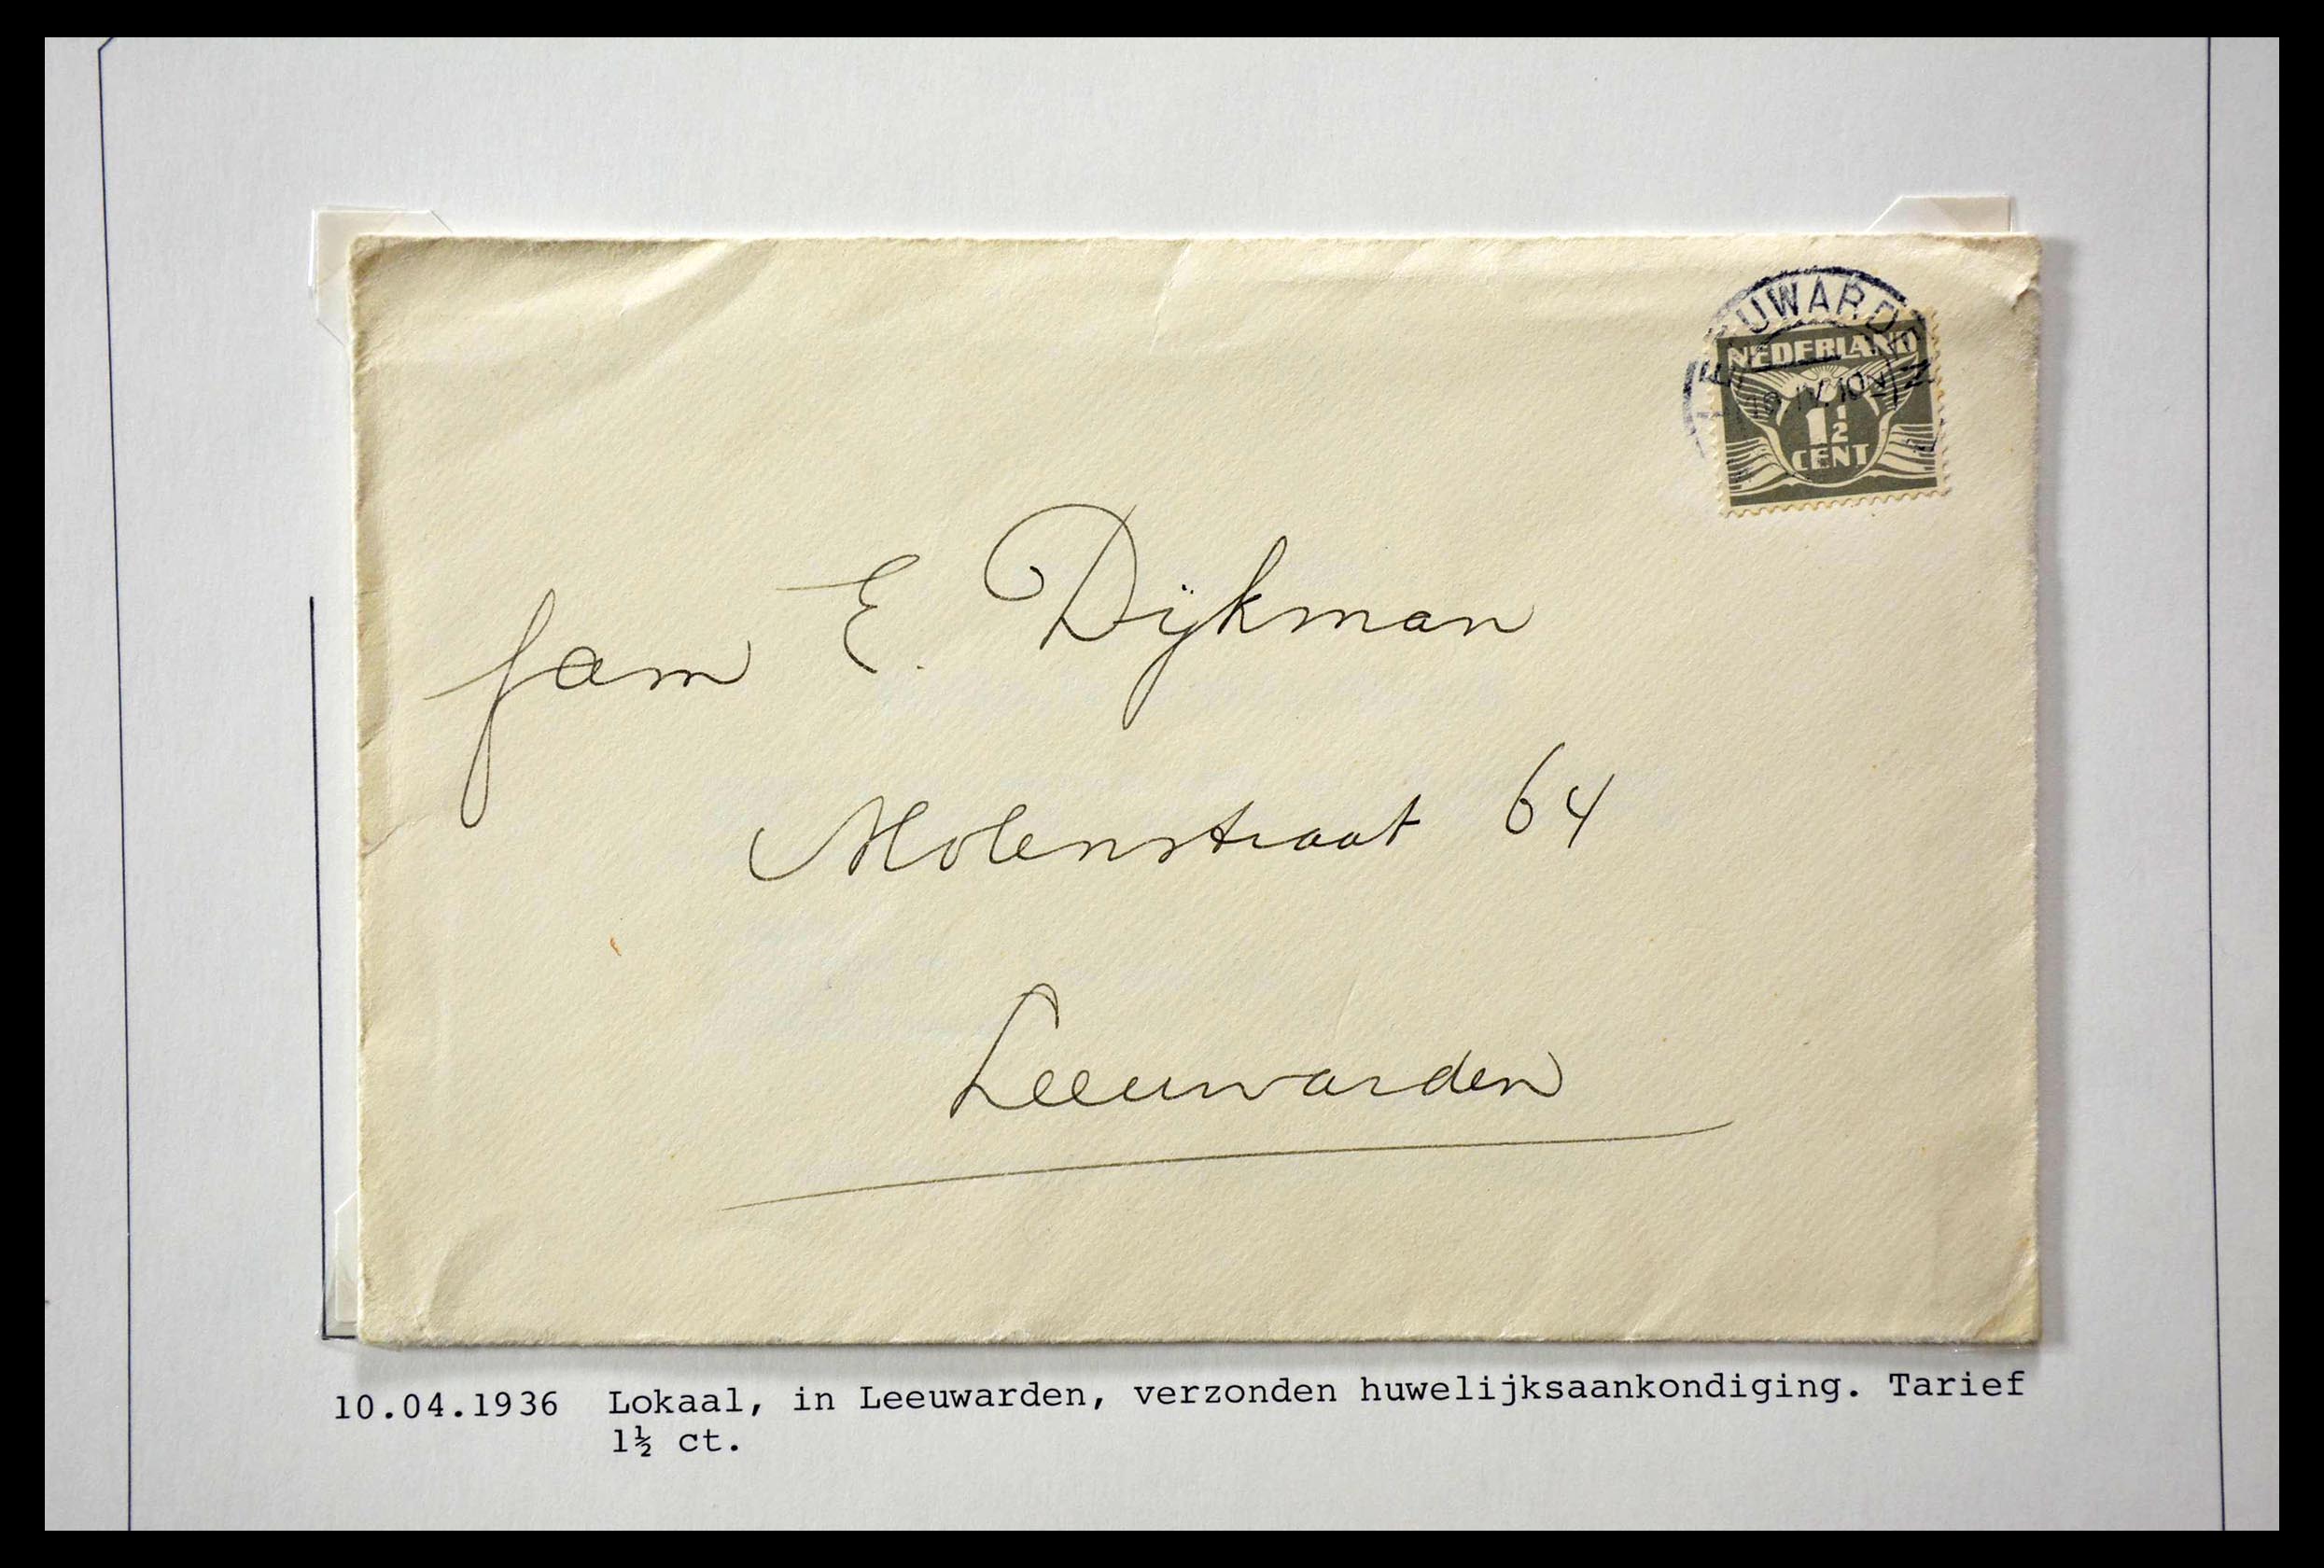 LEEUWARDEN
NEDERLAND
1½
CENT
fam E. Dijkman
Molenstraat 64
Leeuwarden
10.04.1936 Lokaal, in Leeuwarden, verzonden huwelijksaankondiging. Tarief
1½ ct.